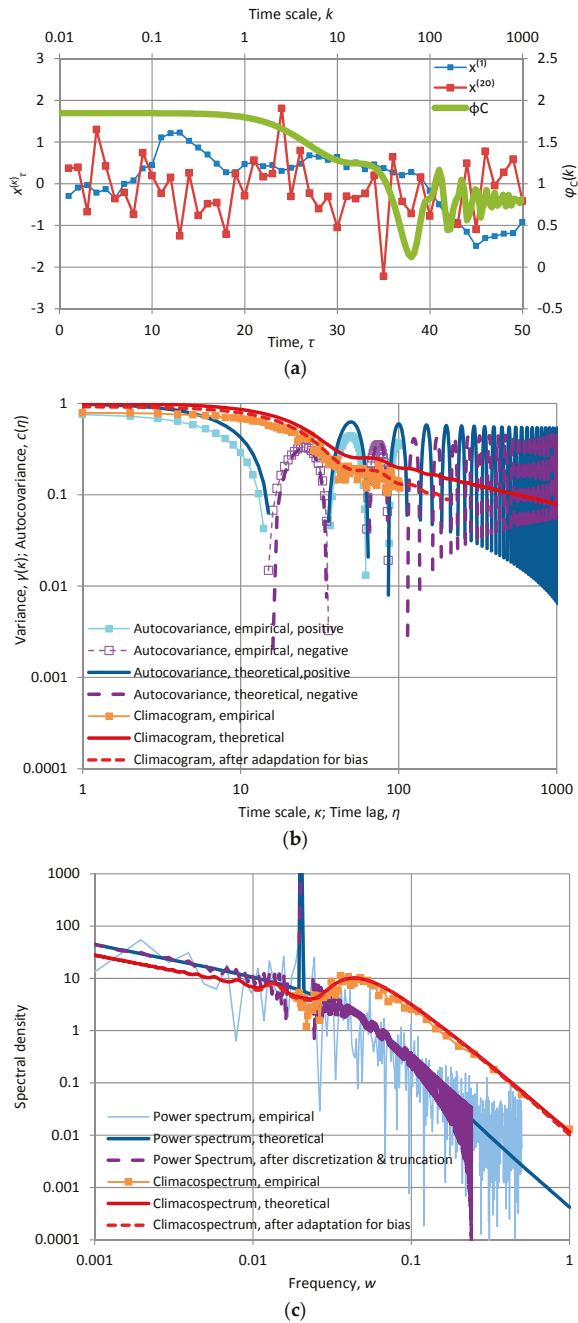 Time scale, k
0.01 0.1 1 10 100 1000
3 2 1 0 -1 -2 -3
x⁽ᵏ⁾τ
x⁽¹⁾
x⁽²⁰⁾
φC
2.5 2 1.5 1 0.5 0 -0.5
φC(k)
0 10 20 30 40 50
Time, τ
(a)
1 0.1 0.01 0.001 0.0001
Variance, γ(k); Autocovariance, c(η)
Autocovariance, empirical, positive
Autocovariance, empirical, negative
Autocovariance, theoretical,positive
Autocovariance, theoretical, negative
Climacogram, empirical
Climacogram, theoretical
Climacogram, after adapdation for bias
1 10 100 1000
Time scale, κ; Time lag, η
(b)
1000 100 10 1 0.1 0.01 0.001 0.0001
Spectral density
Power spectrum, empirical
Power spectrum, theoretical
Power Spectrum, after discretization & truncation
Climacospectrum, empirical
Climacospectrum, theoretical
Climacospectrum, after adaptation for bias
0.001 0.01 0.1 1
Frequency, w
(c)